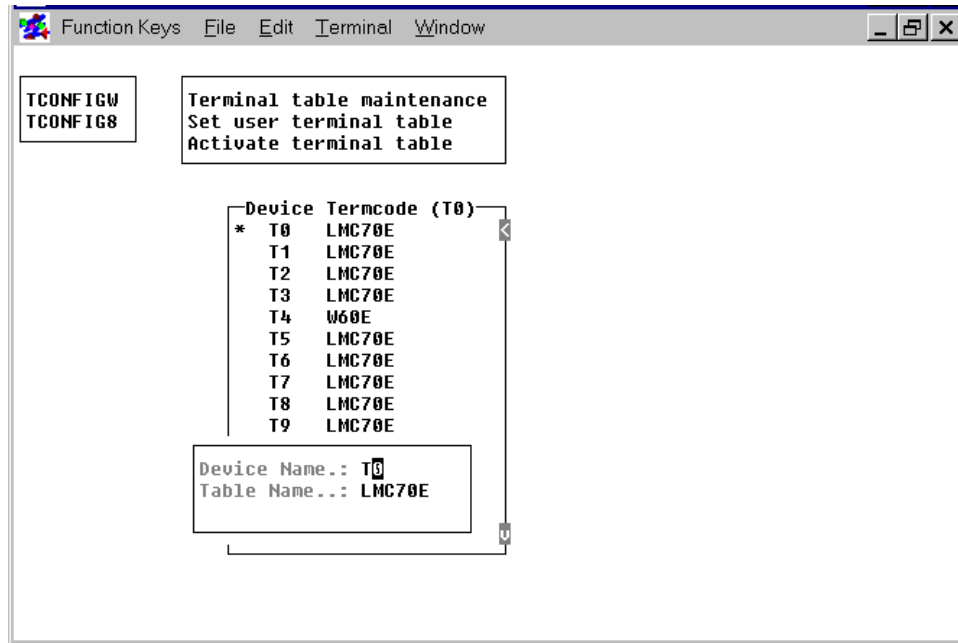 Function Keys File Edit Terminal Window
TCONFIGW
TCONFIG8
Terminal table maintenance
Set user terminal table
Activate terminal table
Device Termcode (T0)
* T0 LMC70E
T1 LMC70E
T2 LMC70E
T3 LMC70E
T4 W60E
T5 LMC70E
T6 LMC70E
T7 LMC70E
T8 LMC70E
T9 LMC70E
Device Name.: T0
Table Name..: LMC70E